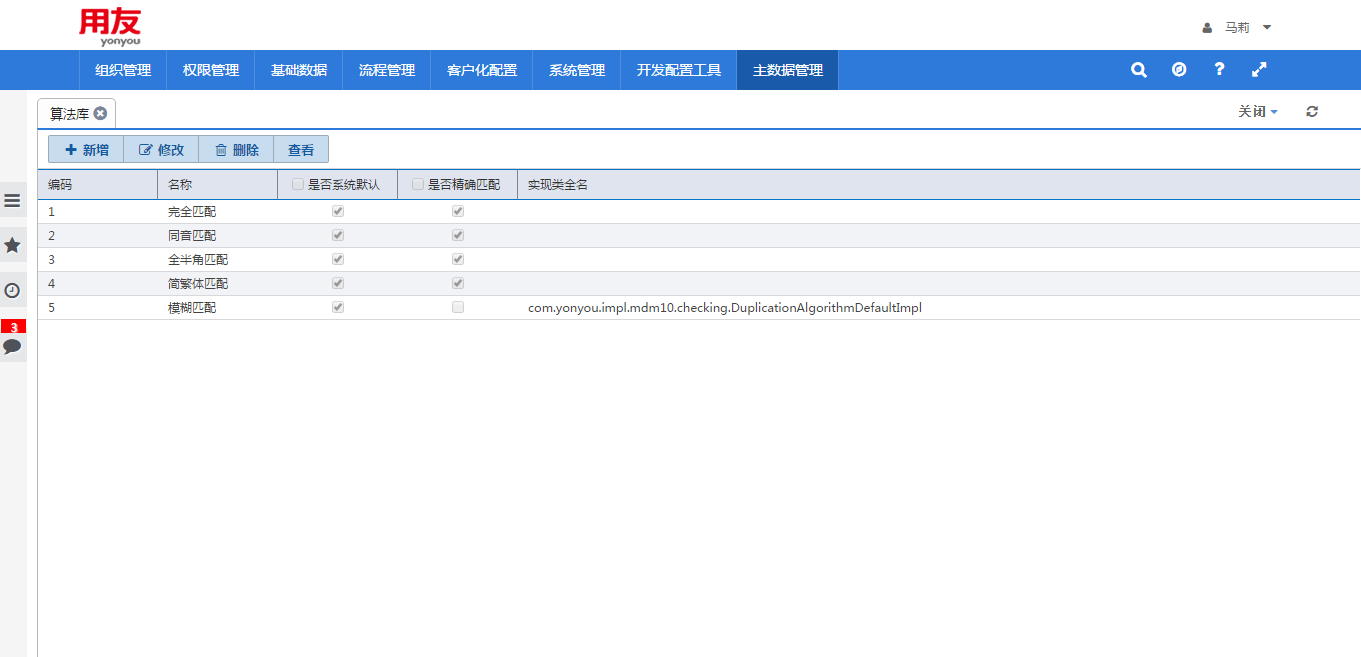 用友
yonyou
马莉
组织管理 权限管理 基础数据 流程管理 客户化配置 系统管理 开发配置工具 主数据管理
算法库 关闭
新增 修改 删除 查看
编码 名称 是否系统默认 是否精确匹配 实现类全名
1 完全匹配
2 同音匹配
3 全半角匹配
4 简繁体匹配
5 模糊匹配 com.yonyou.impl.mdm10.checking.DuplicationAlgorithmDefaultImpl
3